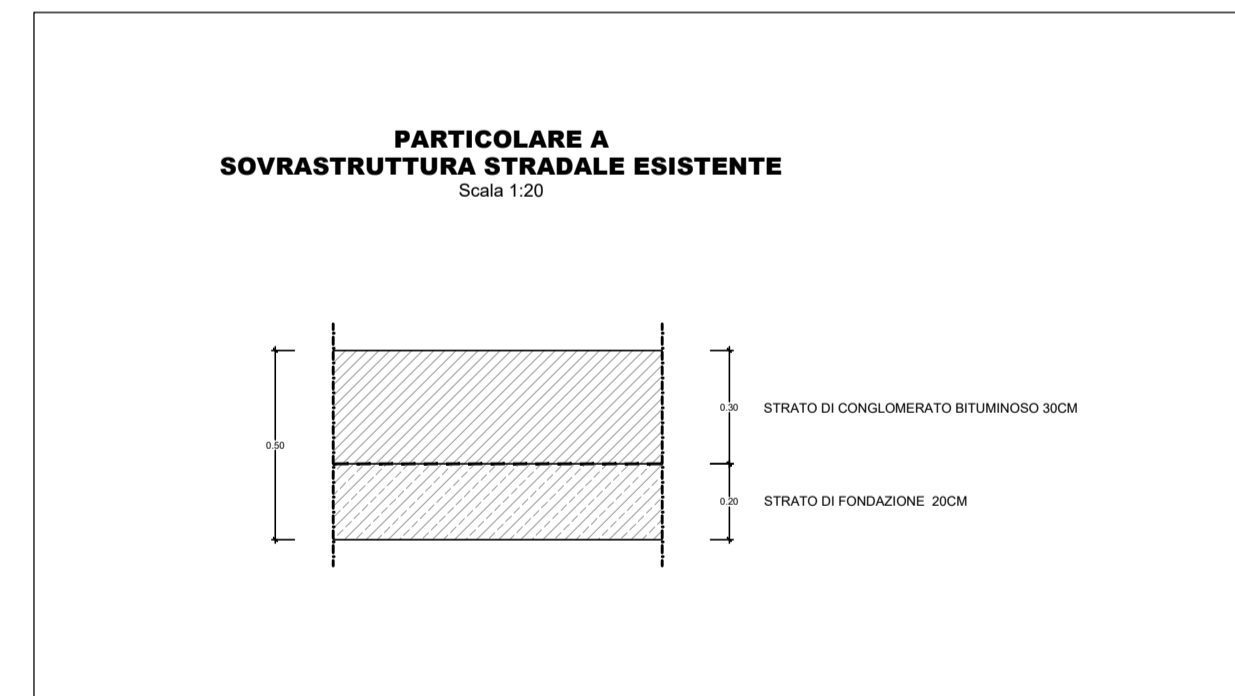 PARTICOLARE A
SOVRASTRUTTURA STRADALE ESISTENTE
Scala 1:20
0.30 STRATO DI CONGLOMERATO BITUMINOSO 30CM
0.50
0.20 STRATO DI FONDAZIONE 20CM